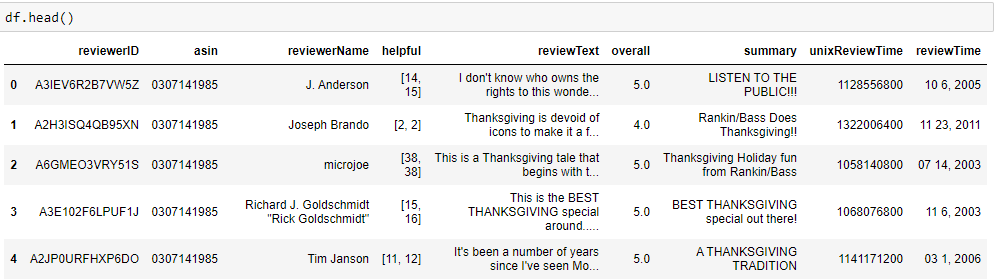 df.head()
reviewerID asin reviewerName helpful reviewText overall summary unixReviewTime reviewTime
0 A3IEV6R2B7VW5Z 0307141985 J. Anderson [14, 15] I don't know who owns the rights to this wonde... 5.0 LISTEN TO THE PUBLIC!!! 1128556800 10 6, 2005
1 A2H3ISQ4QB95XN 0307141985 Joseph Brando [2, 2] Thanksgiving is devoid of icons to make it a f... 4.0 Rankin/Bass Does Thanksgiving!! 1322006400 11 23, 2011
2 A6GMEO3VRY51S 0307141985 microjoe [38, 38] This is a Thanksgiving tale that begins with t... 5.0 Thanksgiving Holiday fun from Rankin/Bass 1058140800 07 14, 2003
3 A3E102F6LPUF1J 0307141985 Richard J. Goldschmidt "Rick Goldschmidt" [15, 16] This is the BEST THANKSGIVING special around..... 5.0 BEST THANKSGIVING special out there! 1068076800 11 6, 2003
4 A2JP0URFHXP6DO 0307141985 Tim Janson [11, 12] It's been a number of years since I've seen Mo... 5.0 A THANKSGIVING TRADITION 1141171200 03 1, 2006